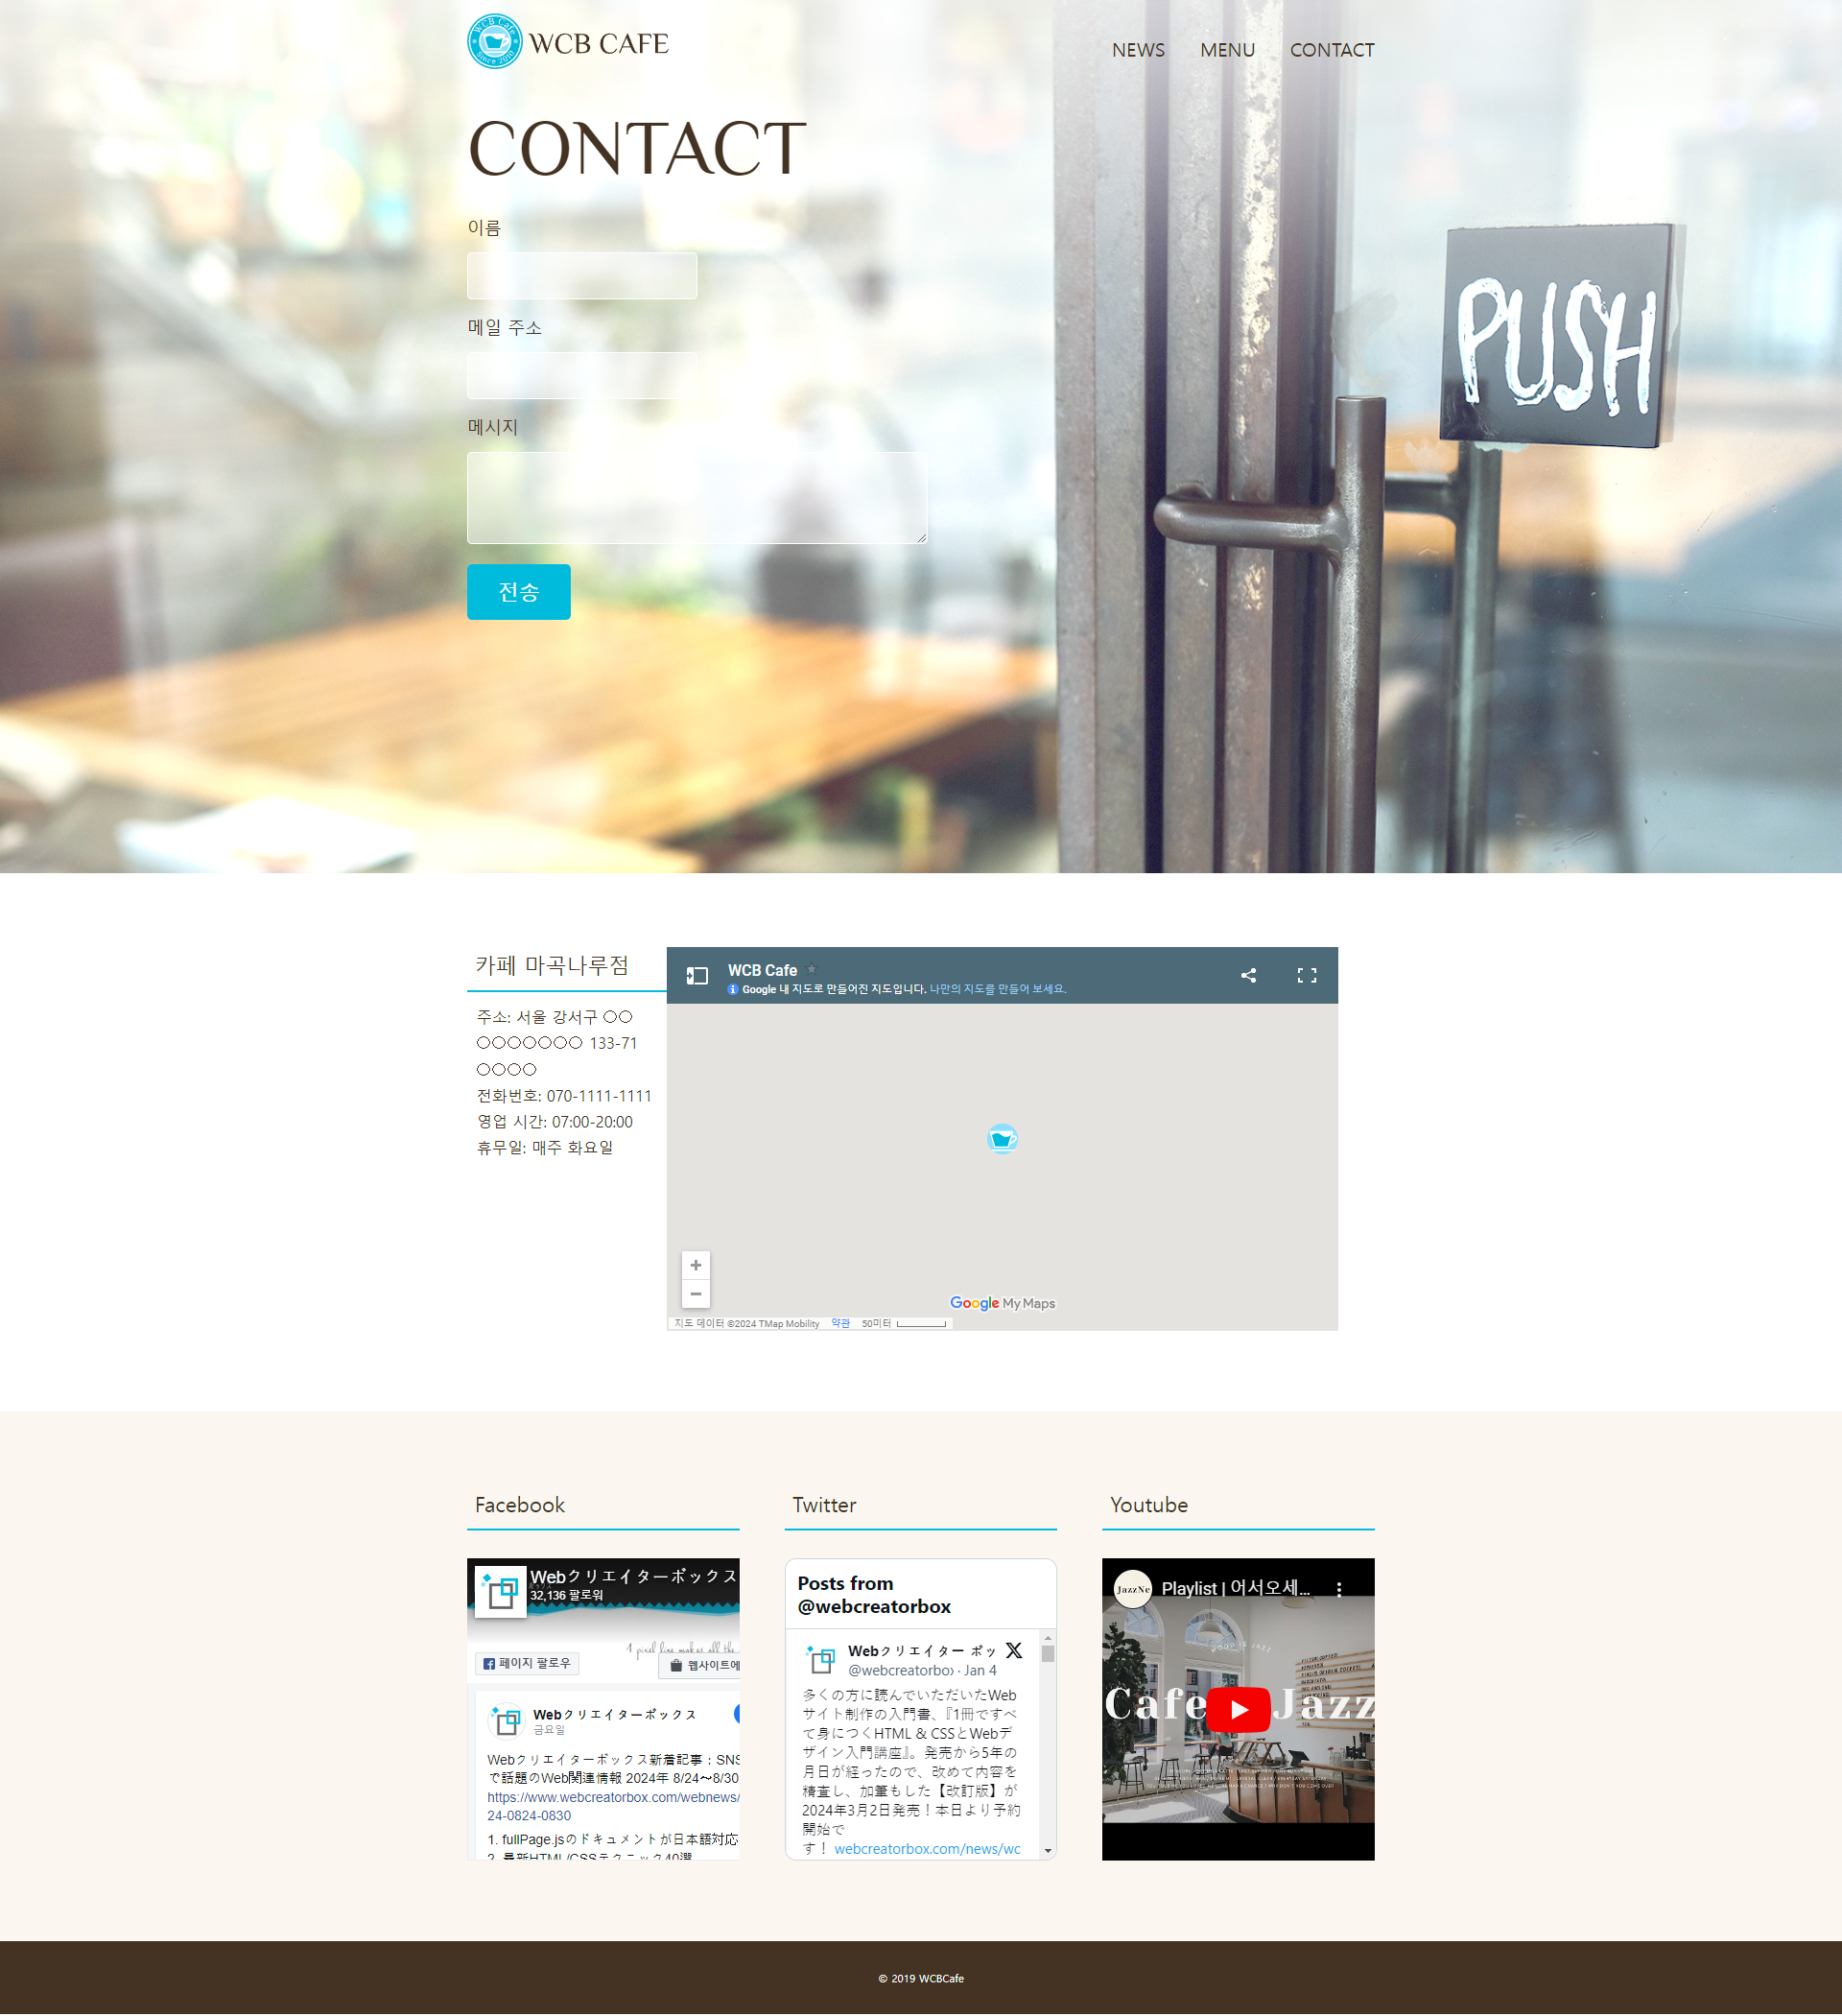 WCB Cafe
Since 2010
WCB CAFE
NEWS MENU CONTACT
CONTACT
이름
메일 주소
메시지
전송
PUSH
카페 마곡나루점
주소: 서울 강서구 ○○
○○○○○○○ 133-71
○○○○
전화번호: 070-1111-1111
영업 시간: 07:00-20:00
휴무일: 매주 화요일
WCB Cafe
Google 내 지도로 만들어진 지도입니다. 나만의 지도를 만들어 보세요.
Google My Maps
지도 데이터 ©2024 TMap Mobility 약관 50미터
Facebook
Webクリエイターボックス
32,136 팔로워
페이지 팔로우
웹사이트에
Webクリエイターボックス
금요일
Webクリエイターボックス新着記事：SNS
で話題のWeb関連情報 2024年 8/24〜8/30
https://www.webcreatorbox.com/webnews/
24-0824-0830
1. fullPage.jsのドキュメントが日本語対応
2. 最新HTML/CSSテクニック40選
Twitter
Posts from
@webcreatorbox
Webクリエイター ボッ
@webcreatorbo · Jan 4
多くの方に読んでいただいたWeb
サイト制作の入門書、『1冊ですべ
て身につくHTML & CSSとWebデ
ザイン入門講座』。発売から5年の
月日が経ったので、改めて内容を
精査し、加筆もした【改訂版】が
2024年3月2日発売！本日より予約
開始で
す！ webcreatorbox.com/news/wc
Youtube
JazzNe
Playlist | 어서오세...
MOOD IS JAZZ
Cafe Jazz
© 2019 WCBCafe